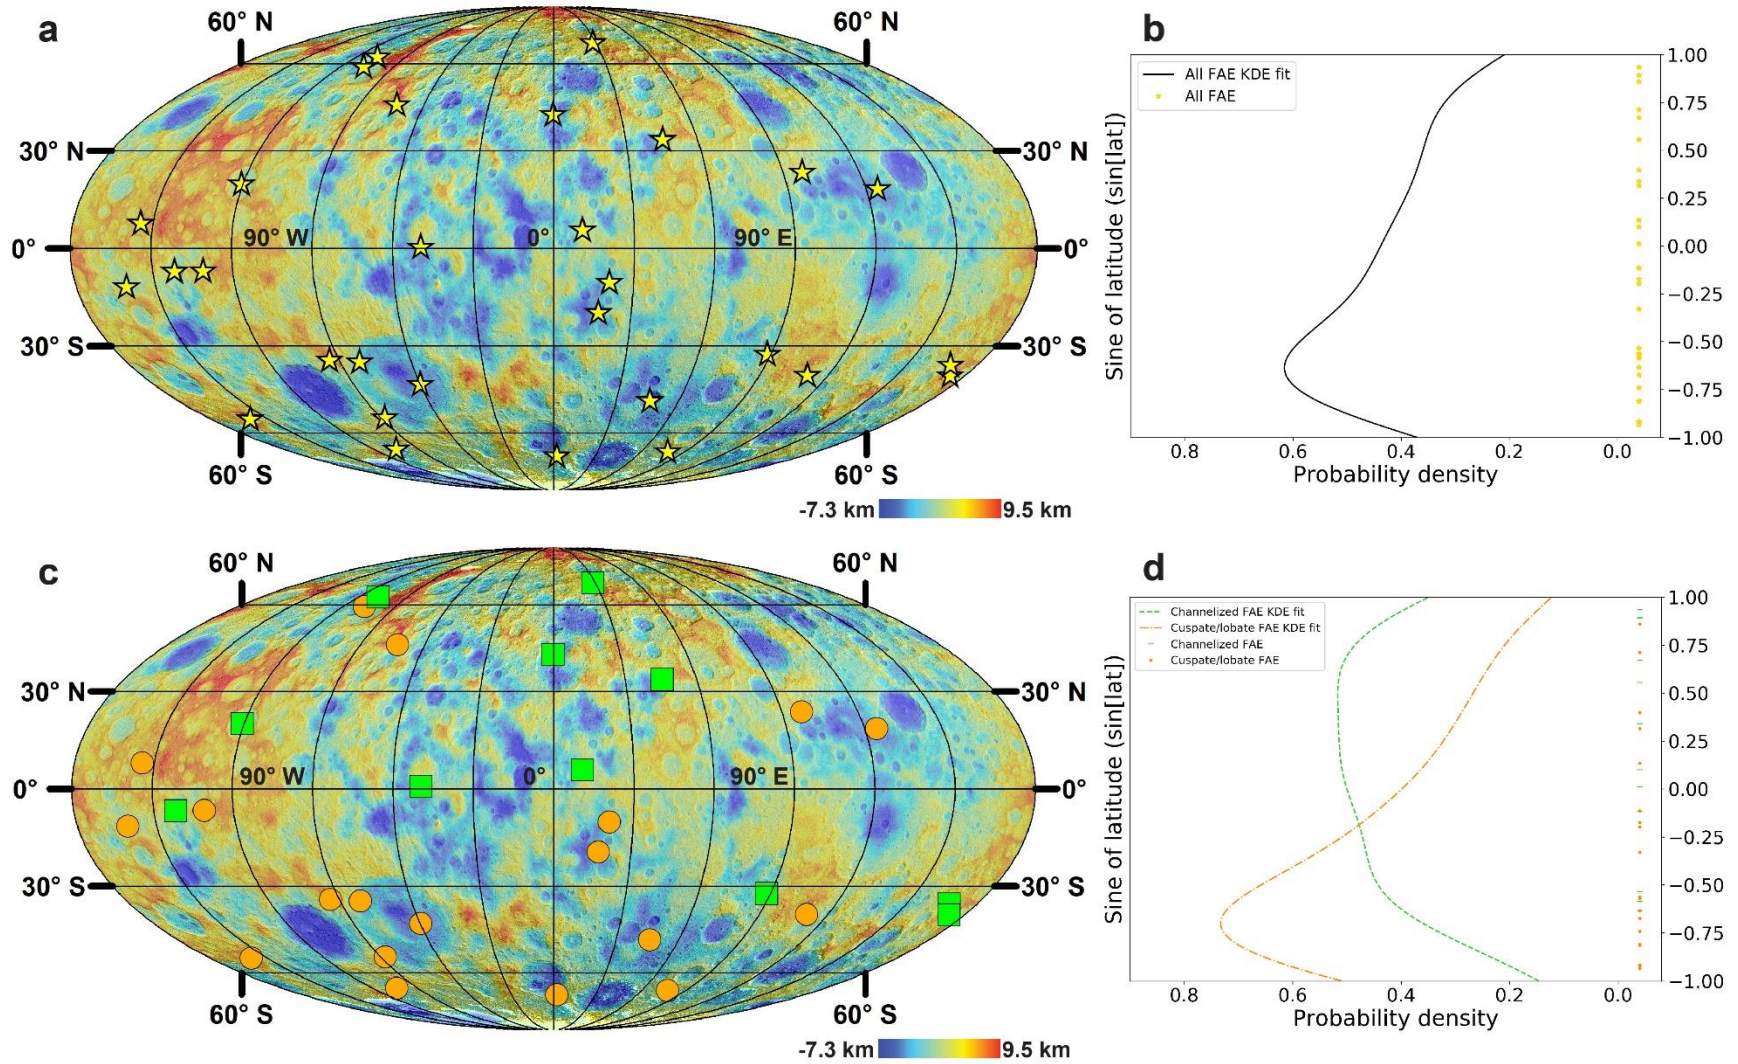 a
60° N
60° N
30° N
90° W
0°
90° E
0°
0°
30° S
30° S
60° S
60° S
-7.3 km
9.5 km
b
All FAE KDE fit
All FAE
1.00
0.75
0.50
0.25
0.00
−0.25
−0.50
−0.75
−1.00
Sine of latitude (sin[lat])
0.8
0.6
0.4
0.2
0.0
Probability density
30° N
c
60° N
60° N
30° N
30° N
90° W
0°
90° E
0°
0°
30° S
30° S
60° S
60° S
-7.3 km
9.5 km
d
Channelized FAE KDE fit
Cuspate/lobate FAE KDE fit
Channelized FAE
Cuspate/lobate FAE
1.00
0.75
0.50
0.25
0.00
−0.25
−0.50
−0.75
−1.00
Sine of latitude (sin[lat])
0.8
0.6
0.4
0.2
0.0
Probability density